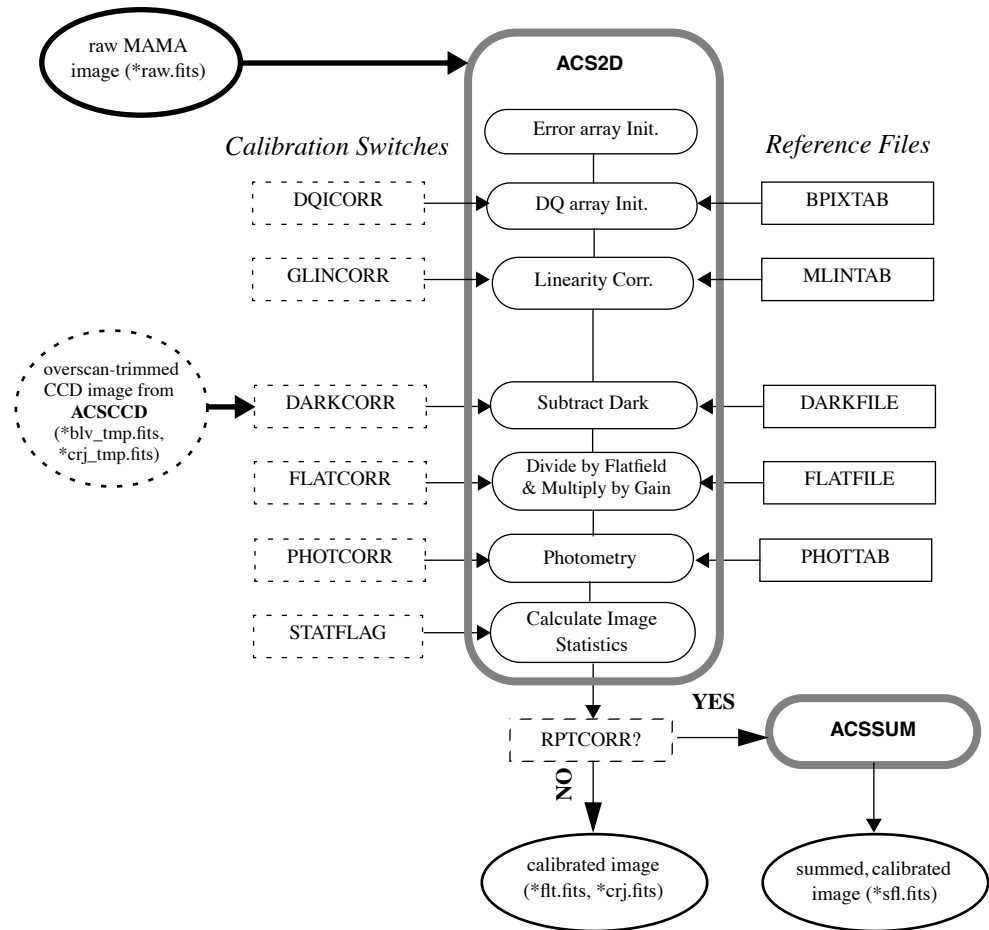 raw MAMA
image (*raw.fits)
ACS2D
Error array Init.
Calibration Switches
Reference Files
DQICORR
DQ array Init.
BPIXTAB
GLINCORR
Linearity Corr.
MLINTAB
overscan-trimmed
CCD image from
ACSCCD
(*blv_tmp.fits,
*crj_tmp.fits)
DARKCORR
Subtract Dark
DARKFILE
FLATCORR
Divide by Flatfield
& Multiply by Gain
FLATFILE
PHOTCORR
Photometry
PHOTTAB
STATFLAG
Calculate Image
Statistics
RPTCORR?
YES
ACSSUM
NO
calibrated image
(*flt.fits, *crj.fits)
summed, calibrated
image (*sfl.fits)